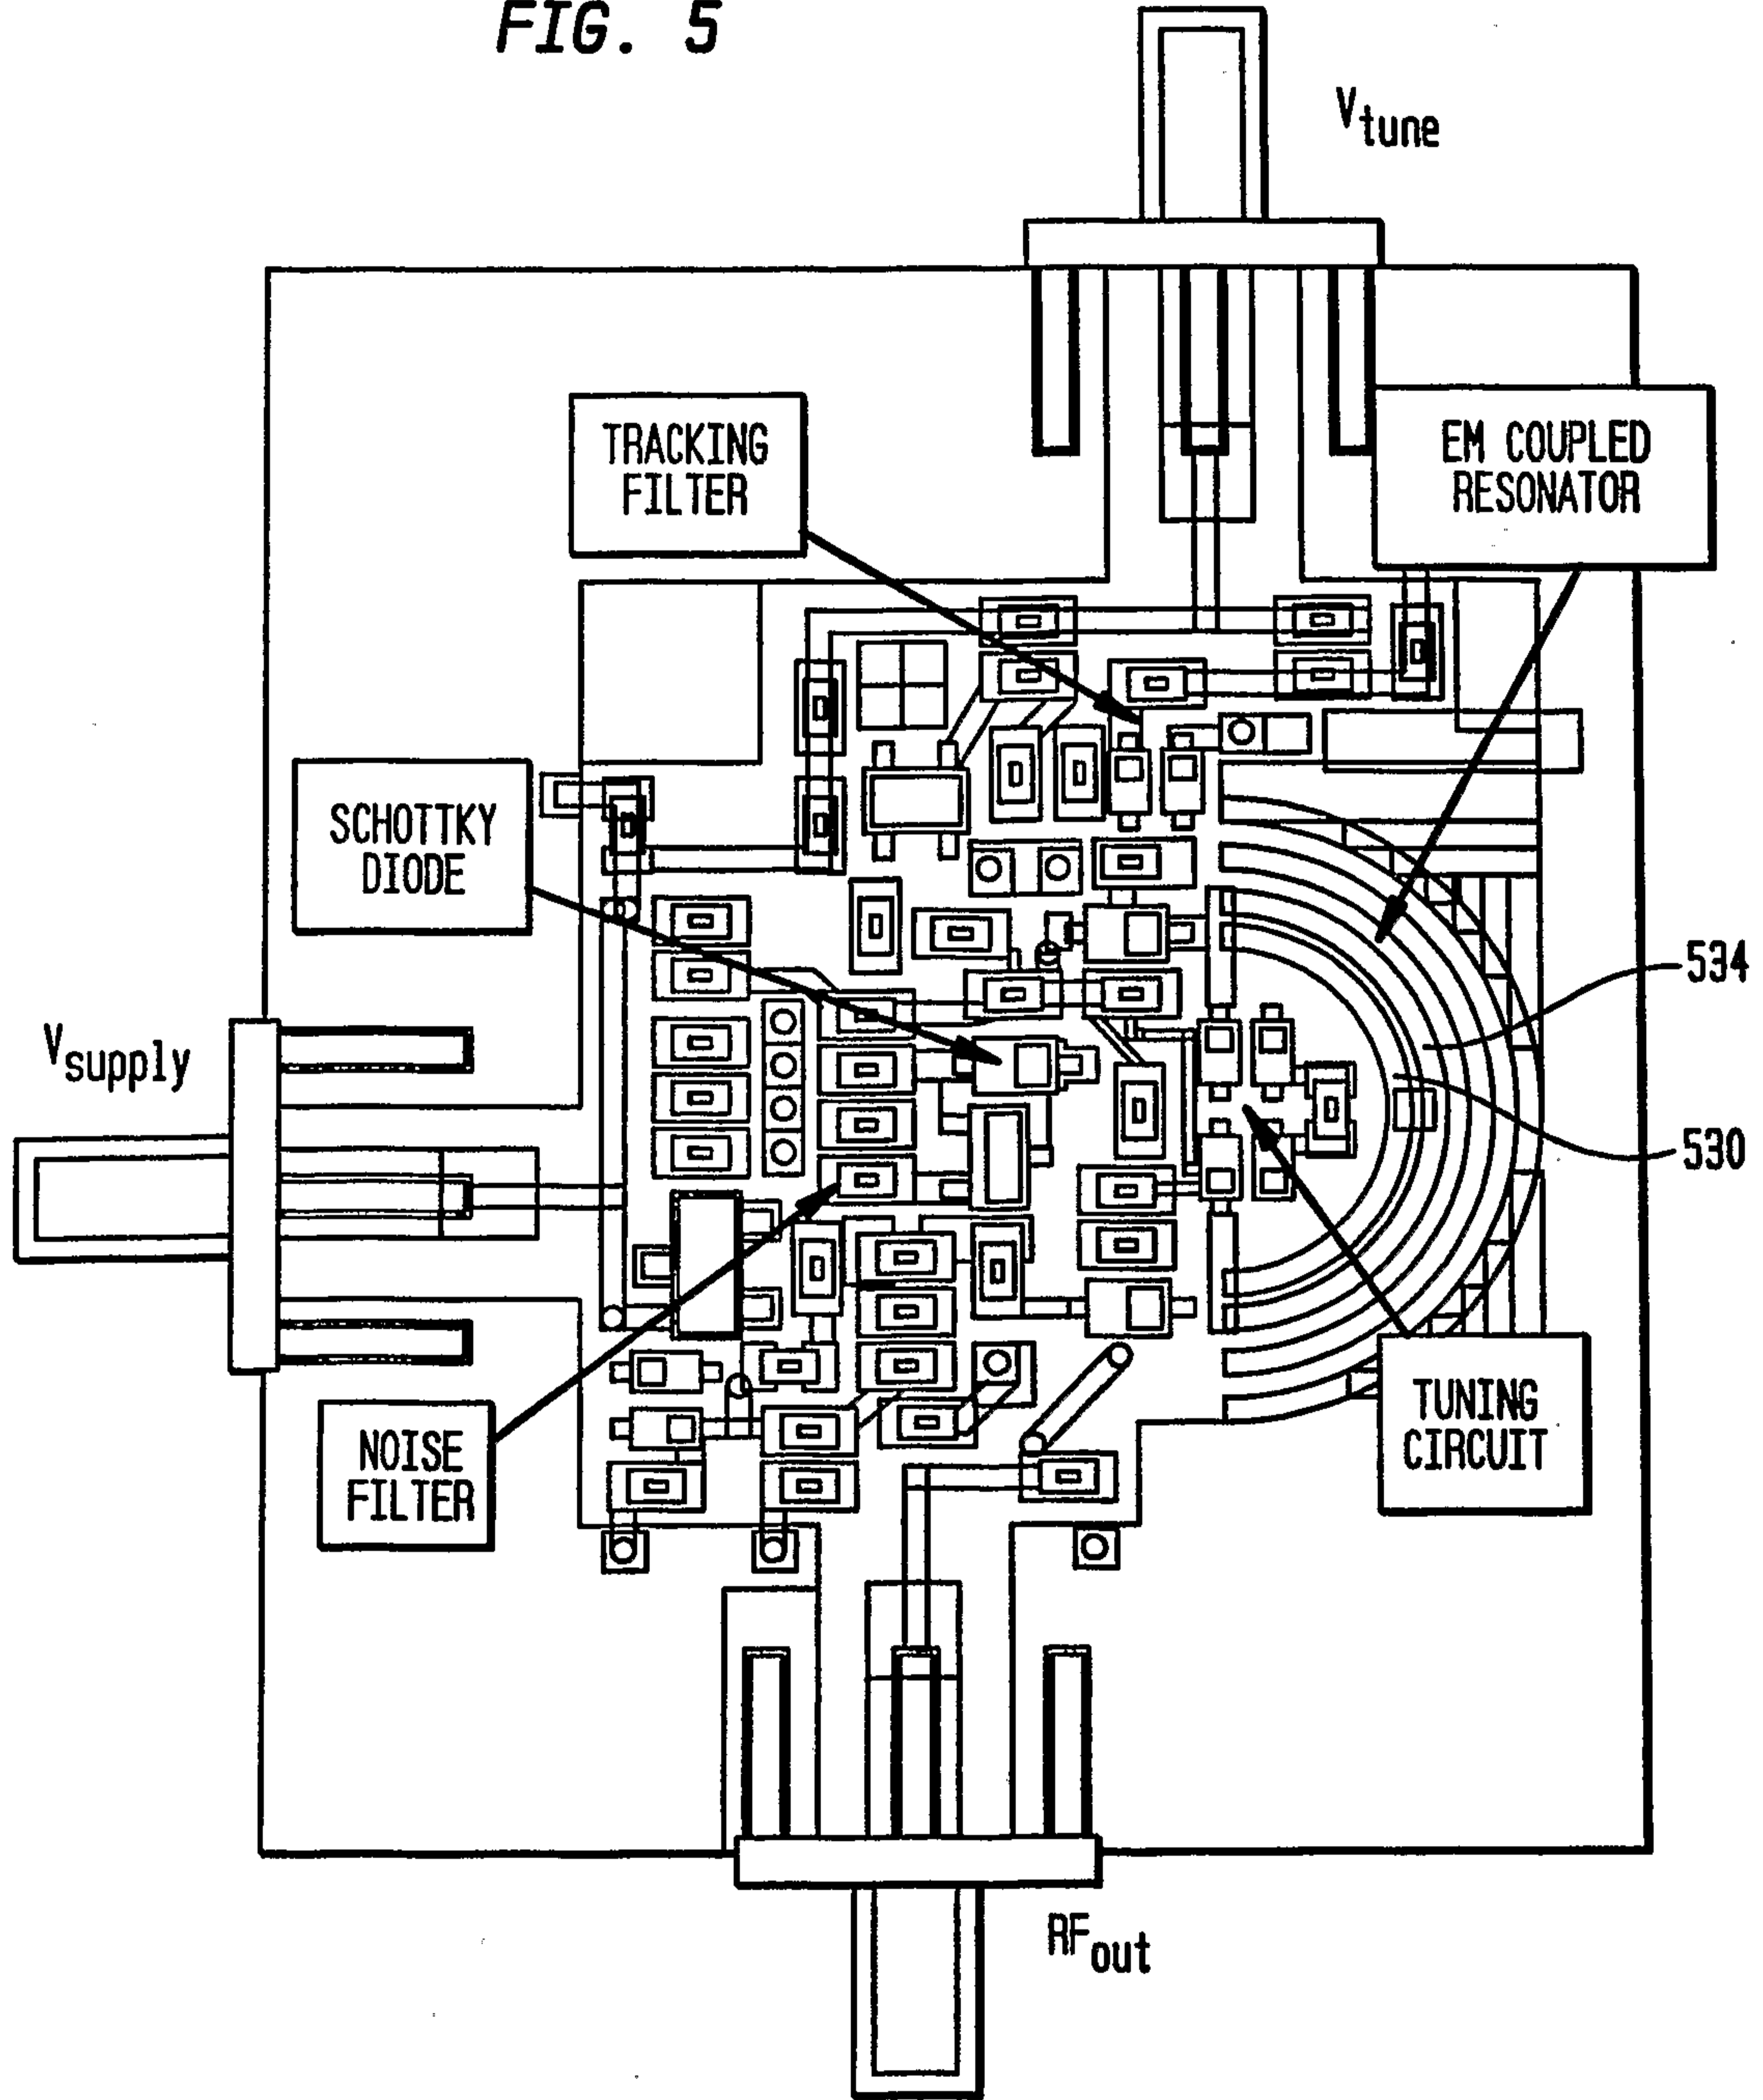 FIG. 5
Vtune
TRACKING
FILTER
EM COUPLED
RESONATOR
SCHOTTKY
DIODE
534
Vsupply
530
TUNING
CIRCUIT
NOISE
FILTER
RFout